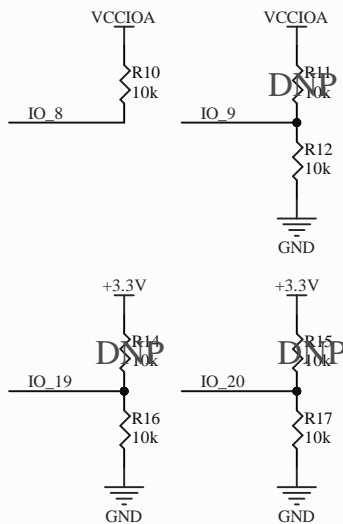 VCCIOA
R10
10k
IO_8
VCCIOA
R11
DNP
10k
IO_9
R12
10k
GND
+3.3V
R14
DNP
10k
IO_19
R16
10k
GND
+3.3V
R15
DNP
10k
IO_20
R17
10k
GND